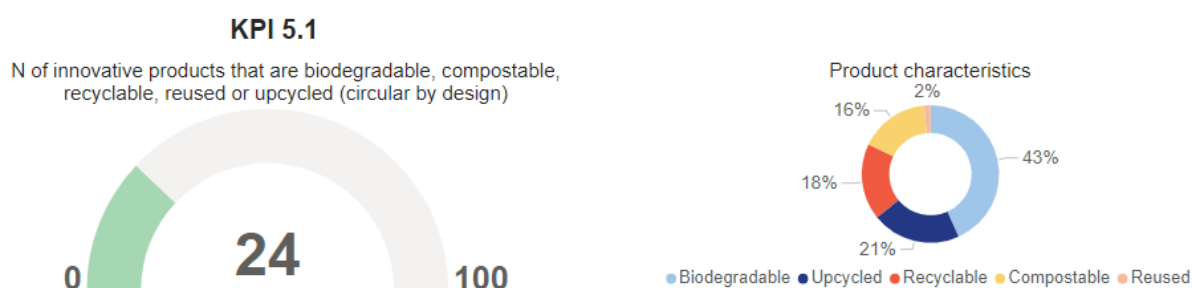 KPI 5.1
N of innovative products that are biodegradable, compostable,
recyclable, reused or upcycled (circular by design)
24
0
100
Product characteristics
2%
16%
43%
18%
21%
Biodegradable Upcycled Recyclable Compostable Reused